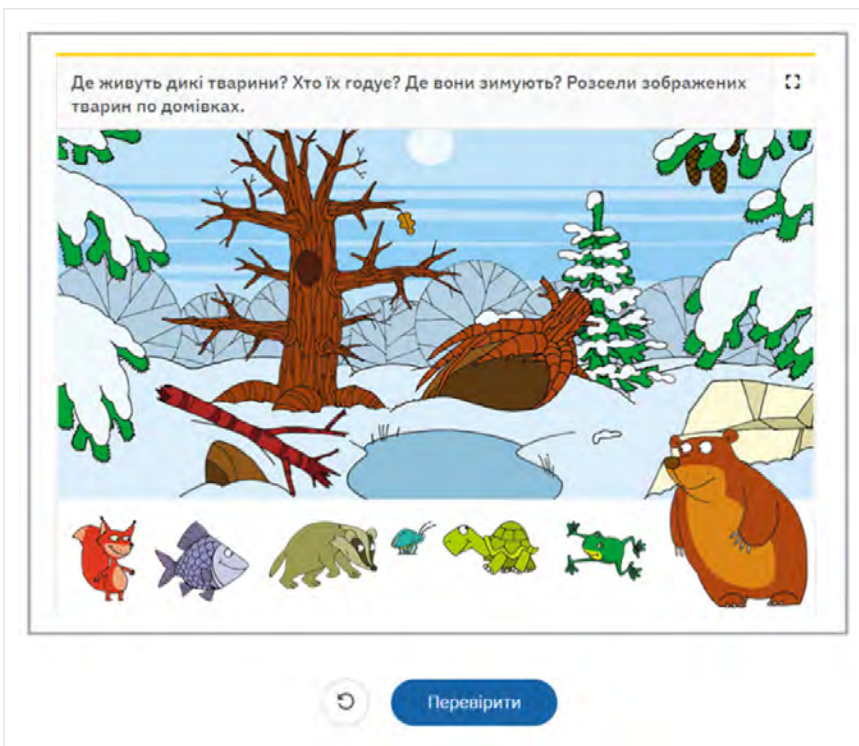 Де живуть дикі тварини? Хто їх годує? Де вони зимують? Розсели зображених
тварин по домівках.
Перевірити